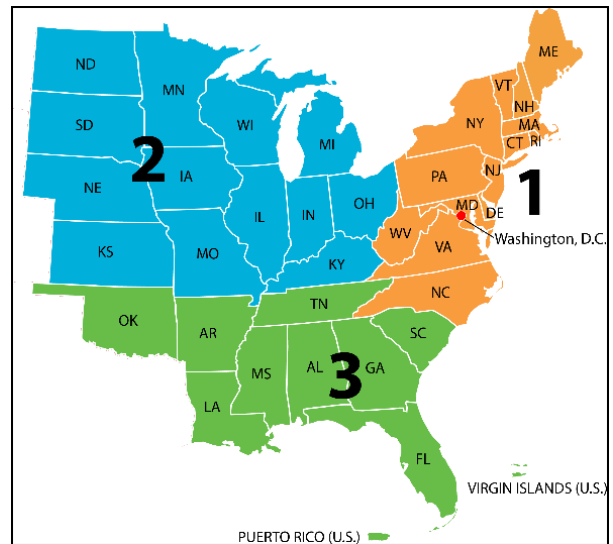 ME
ND
MN
VT
NH
SD
WI
NY
MA
CT
RI
MI
2
PA
NJ
1
NE
IA
OH
MD
DE
IL
IN
WV
Washington, D.C.
KS
MO
KY
VA
NC
TN
OK
AR
SC
MS
AL
3
GA
LA
FL
VIRGIN ISLANDS (U.S.)
PUERTO RICO (U.S.)